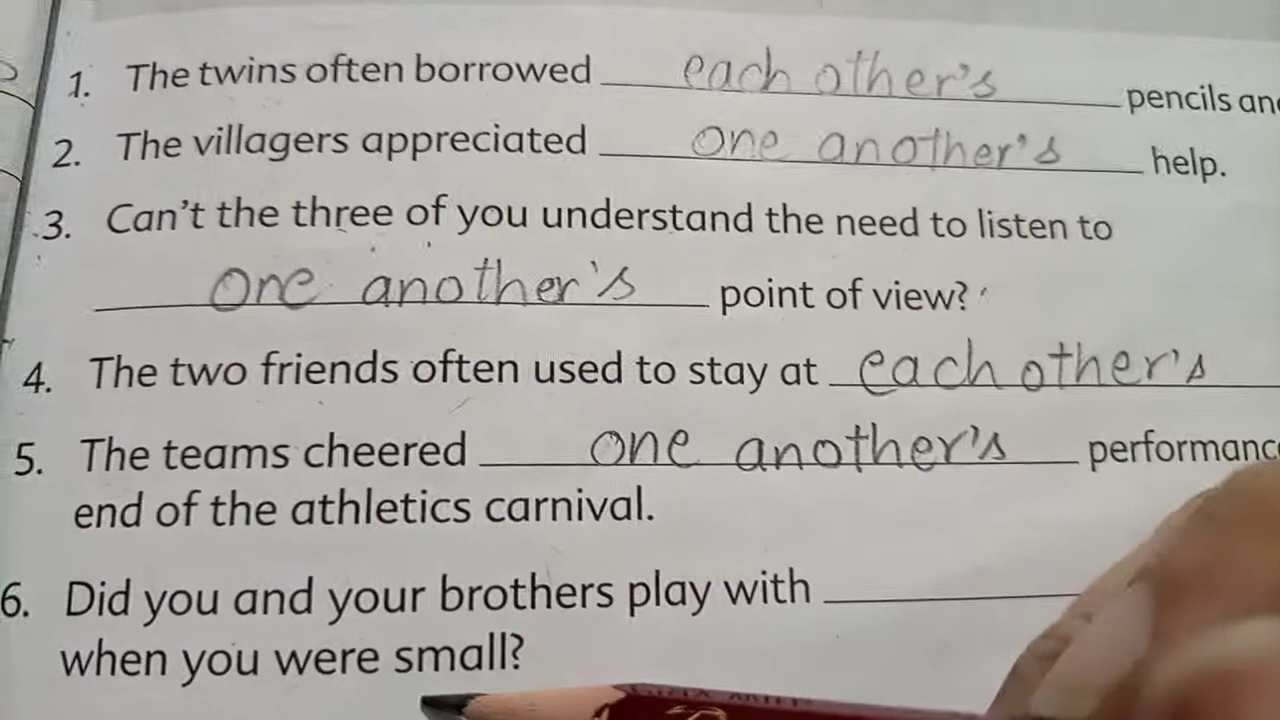 1. The twins often borrowed each other's pencils an
2. The villagers appreciated one another's help.
3. Can't the three of you understand the need to listen to
one another's point of view?
4. The two friends often used to stay at each other's
5. The teams cheered one another's performanc
end of the athletics carnival.
6. Did you and your brothers play with
when you were small?